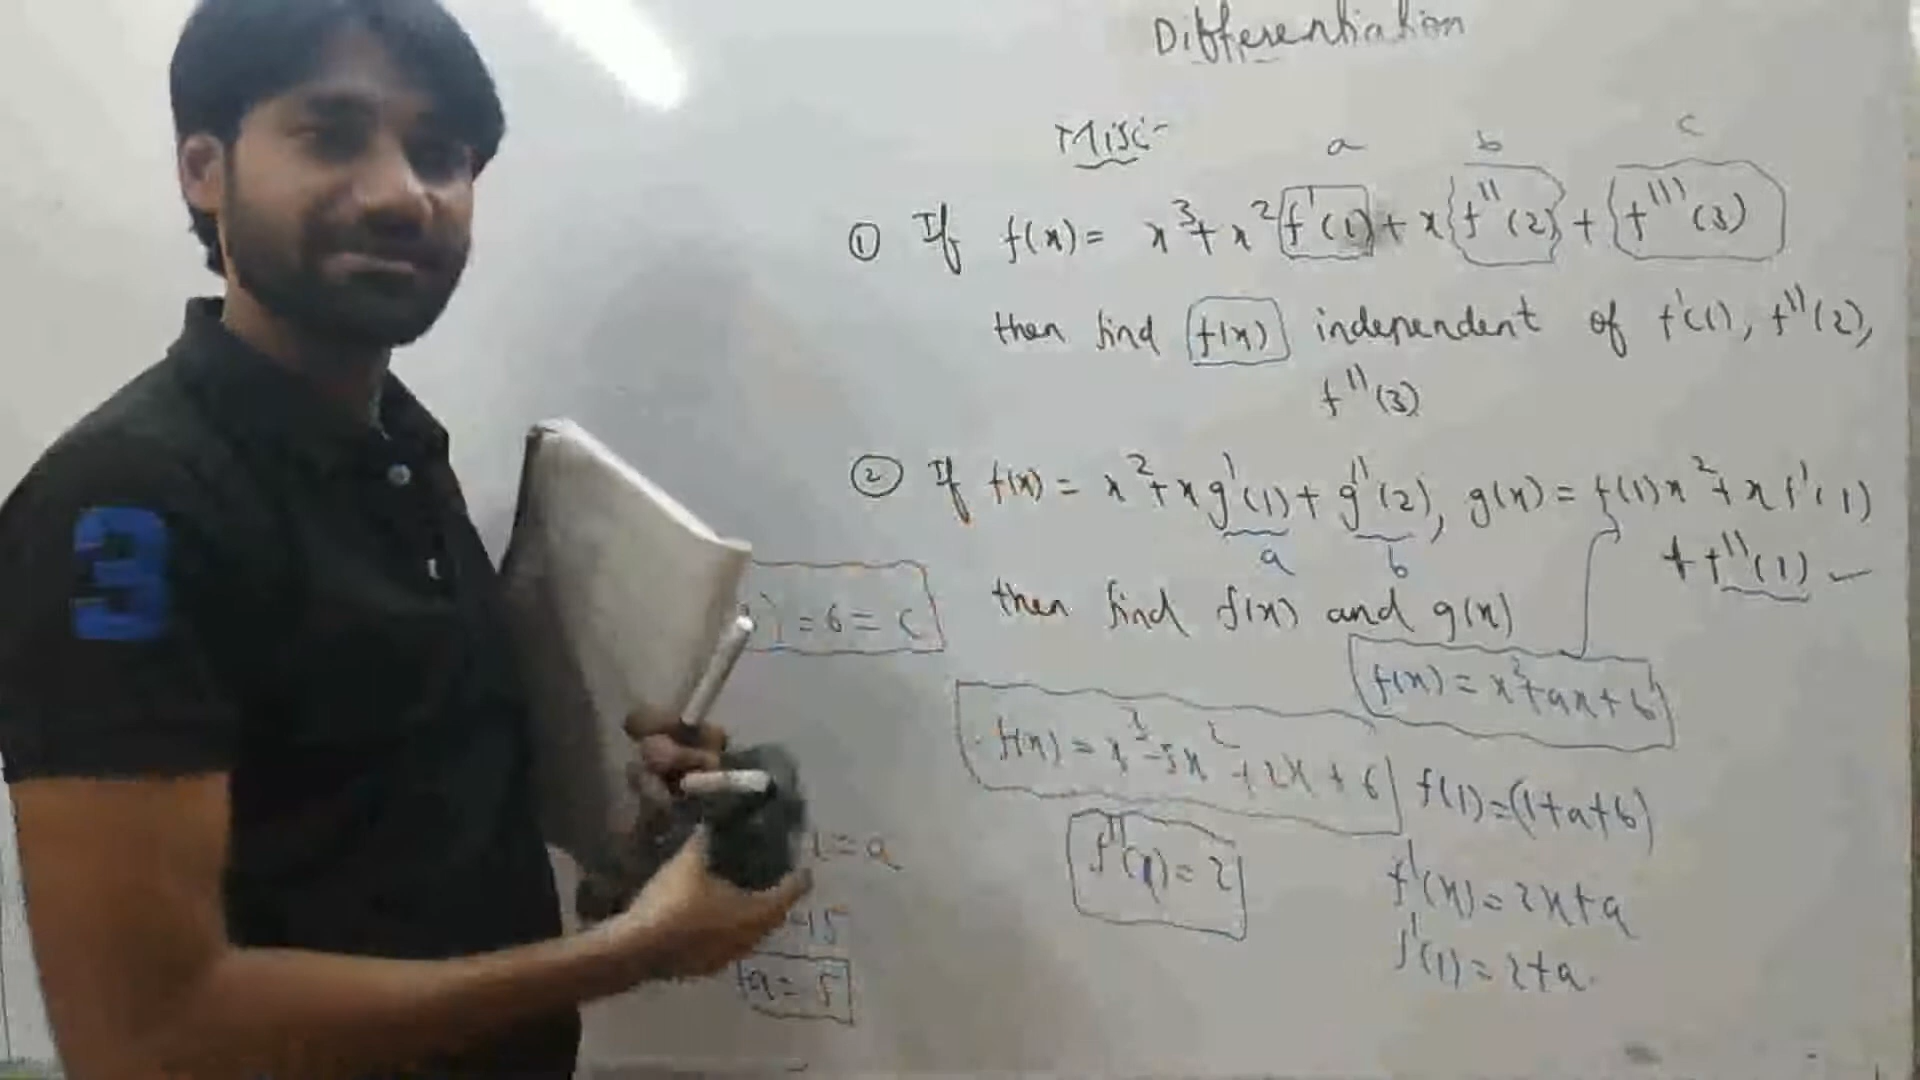 Differentiation
Misc-
a b c
① If f(x) = x³ + x² f'(1) + x f''(2) + f'''(3)
then find f(x) independent of f'(1), f''(2),
f''(3)
② If f(x) = x² + x g'(1) + g''(2), g(x) = f(1)x² + x f'(1)
+ f''(1) ✓
a b
then find f(x) and g(x)
) = 6 = c
f(x) = x² + ax + b
f(x) = x³ - 5x² + 2x + 6
f(1) = (1+a+b)
f''(x) = 2
= a
f'(x) = 2x + a
-15
f'(1) = 2 + a
a = 5
3